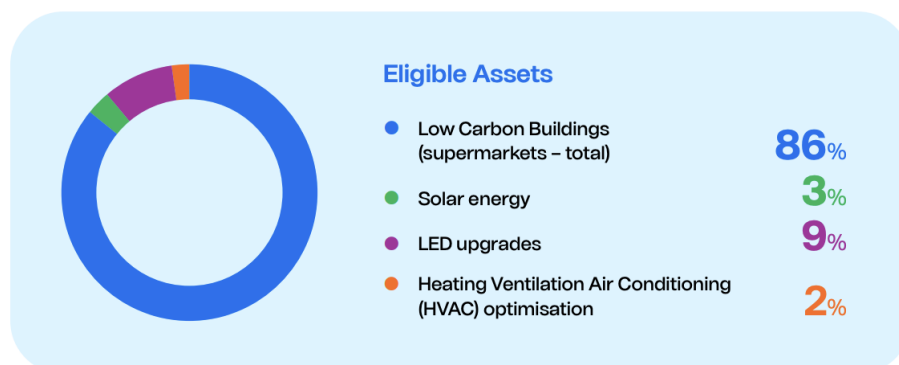 Eligible Assets
Low Carbon Buildings
(supermarkets – total)
86%
Solar energy
3%
LED upgrades
9%
Heating Ventilation Air Conditioning
(HVAC) optimisation
2%